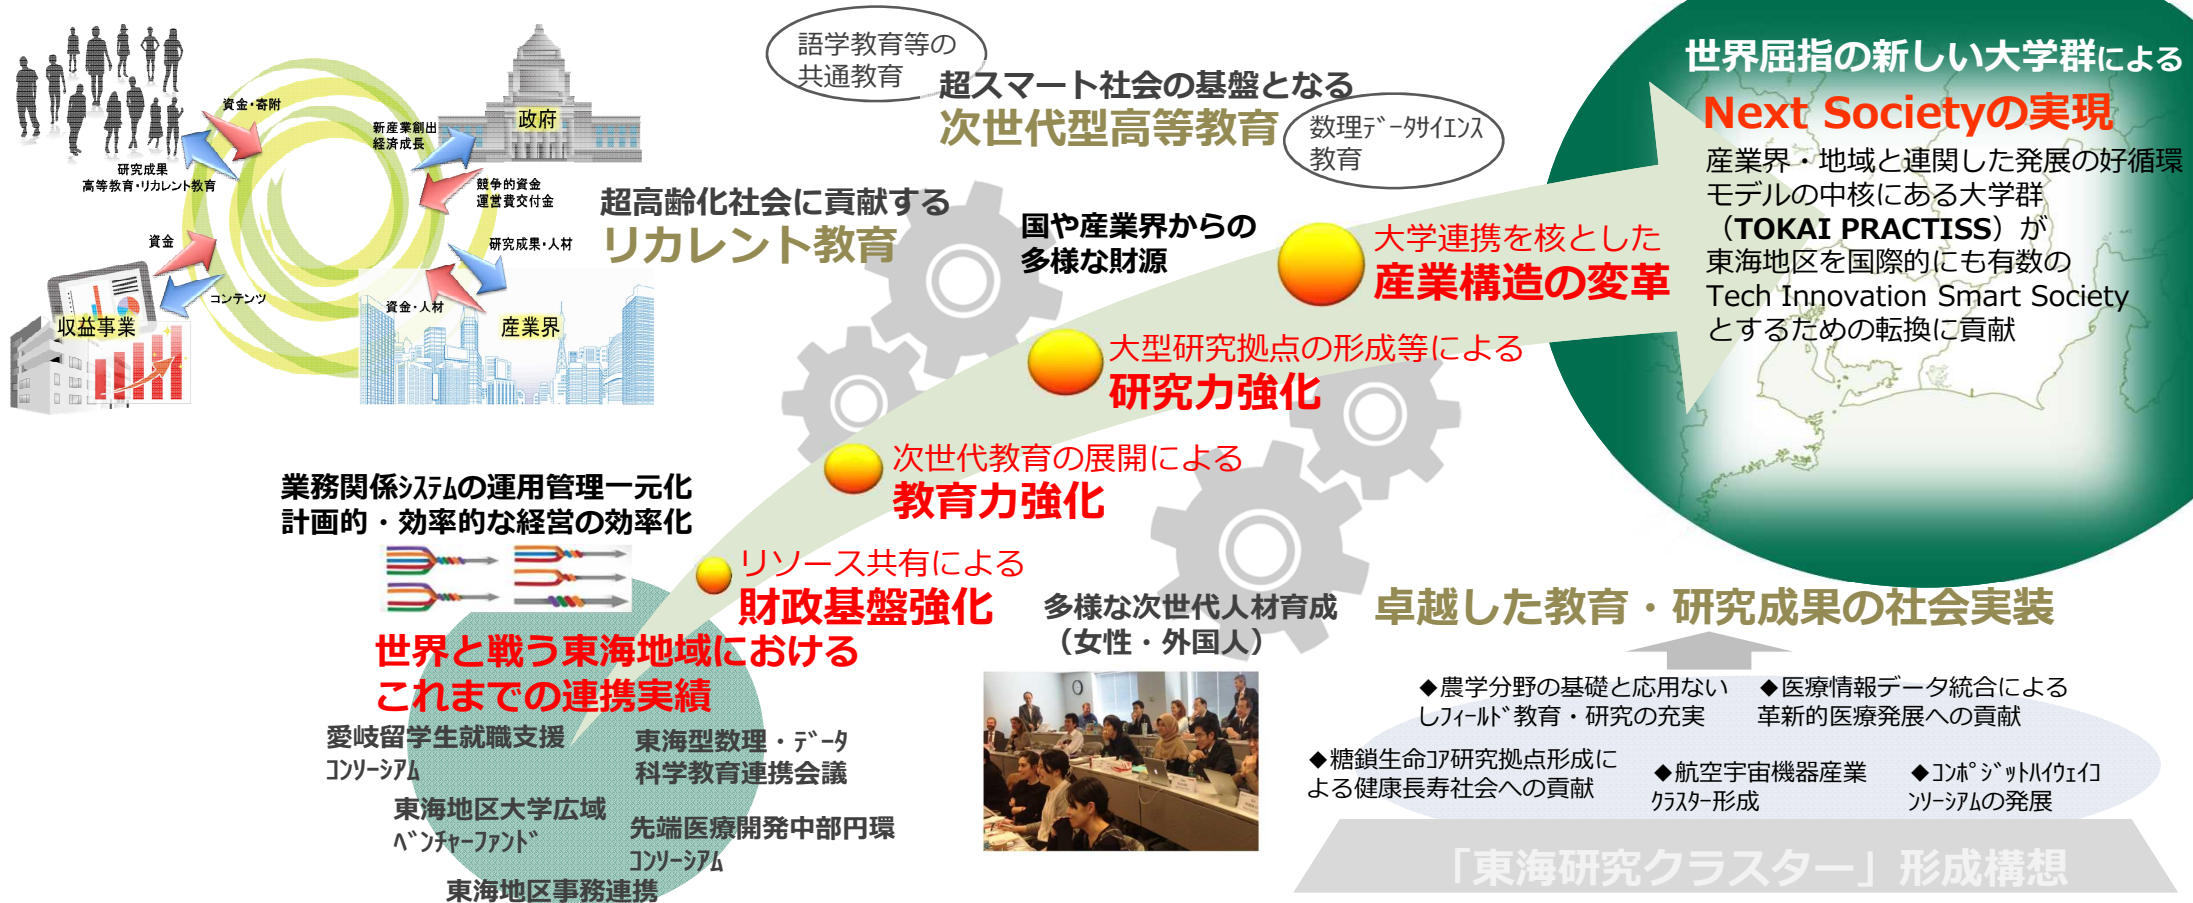 資金・寄附
研究成果
高等教育・リカレント教育
新産業創出
経済成長
政府
競争的資金
運営費交付金
資金
コンテンツ
収益事業
研究成果・人材
資金・人材
産業界
語学教育等の
共通教育
超スマート社会の基盤となる
次世代型高等教育
数理ﾃﾞｰﾀｻｲｴﾝｽ
教育
超高齢化社会に貢献する
リカレント教育
国や産業界からの
多様な財源
世界屈指の新しい大学群による
Next Societyの実現
産業界・地域と連関した発展の好循環
モデルの中核にある大学群
（TOKAI PRACTISS）が
東海地区を国際的にも有数の
Tech Innovation Smart Society
とするための転換に貢献
大学連携を核とした
産業構造の変革
大型研究拠点の形成等による
研究力強化
次世代教育の展開による
教育力強化
リソース共有による
財政基盤強化
業務関係ｼｽﾃﾑの運用管理一元化
計画的・効率的な経営の効率化
世界と戦う東海地域における
これまでの連携実績
愛岐留学生就職支援
ｺﾝｿｰｼｱﾑ
東海型数理・ﾃﾞｰﾀ
科学教育連携会議
東海地区大学広域
ﾍﾞﾝﾁｬｰﾌｧﾝﾄﾞ
先端医療開発中部円環
ｺﾝｿｰｼｱﾑ
東海地区事務連携
多様な次世代人材育成
（女性・外国人）
卓越した教育・研究成果の社会実装
◆農学分野の基礎と応用ない
しﾌｨｰﾙﾄﾞ教育・研究の充実
◆医療情報データ統合による
革新的医療発展への貢献
◆糖鎖生命ｺｱ研究拠点形成に
よる健康長寿社会への貢献
◆航空宇宙機器産業
ｸﾗｽﾀｰ形成
◆ｺﾝﾎﾟｼﾞｯﾄﾊｲｳｪｲｺ
ﾝｿｰｼｱﾑの発展
「東海研究クラスター」形成構想